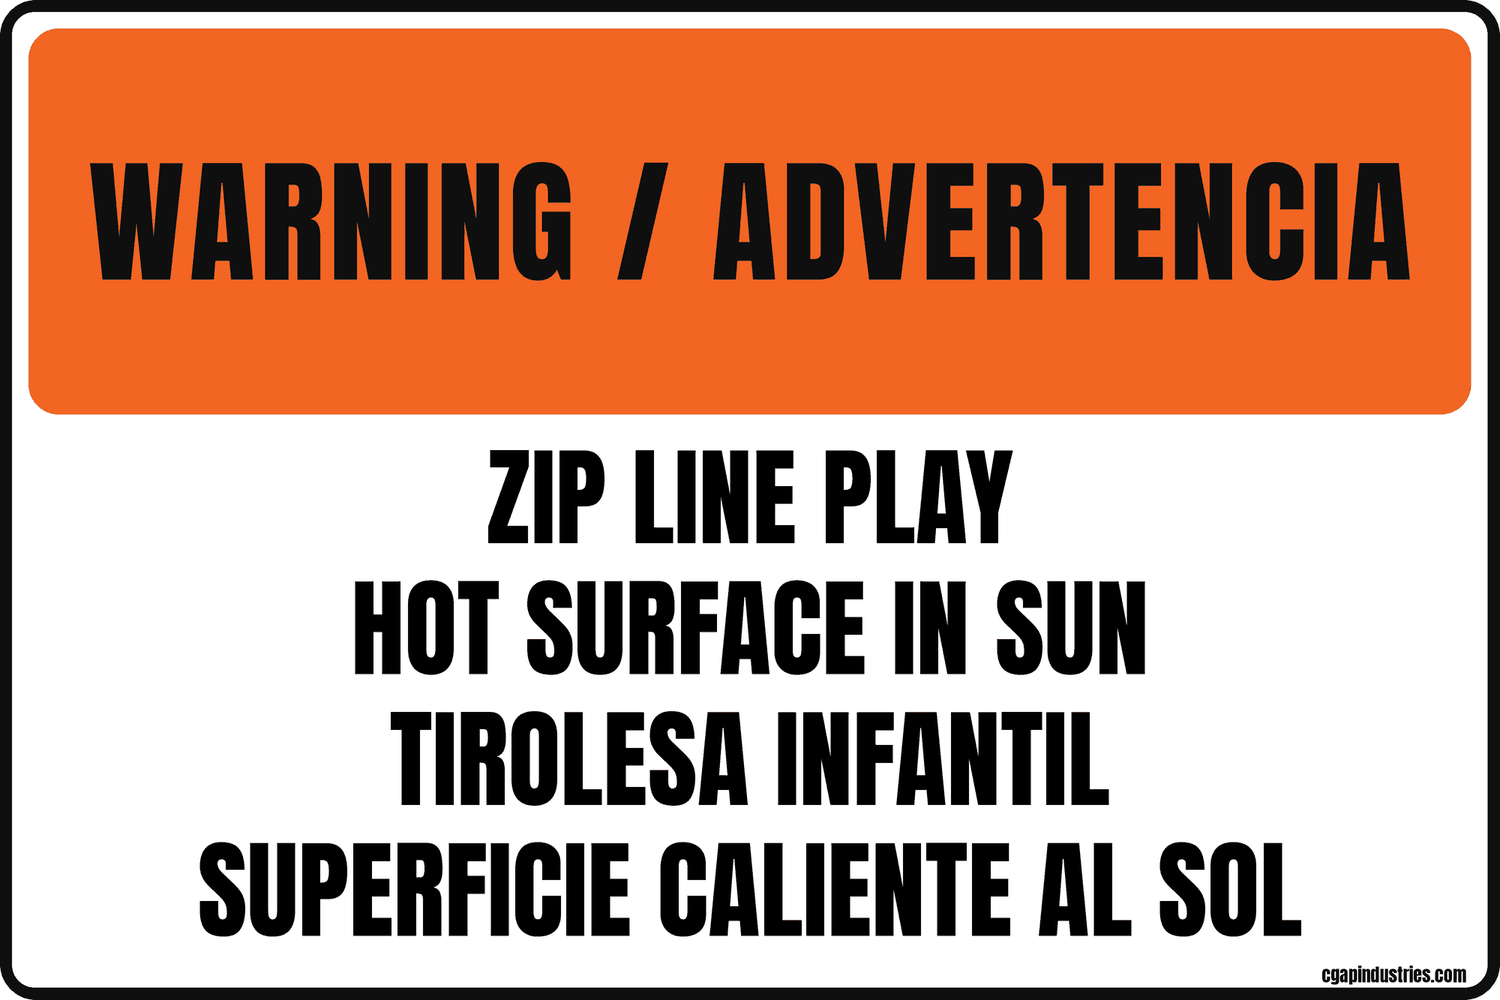 WARNING / ADVERTENCIA
ZIP LINE PLAY
HOT SURFACE IN SUN
TIROLESA INFANTIL
SUPERFICIE CALIENTE AL SOL
cgapindustries.com